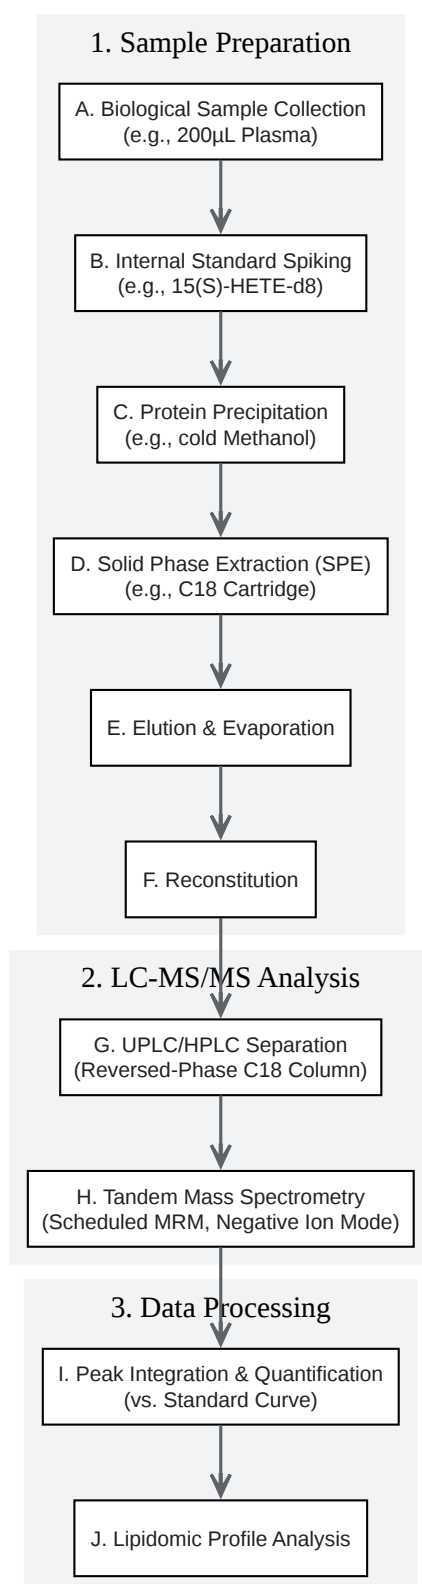 1. Sample Preparation
A. Biological Sample Collection
(e.g., 200µL Plasma)
B. Internal Standard Spiking
(e.g., 15(S)-HETE-d8)
C. Protein Precipitation
(e.g., cold Methanol)
D. Solid Phase Extraction (SPE)
(e.g., C18 Cartridge)
E. Elution & Evaporation
F. Reconstitution
2. LC-MS/MS Analysis
G. UPLC/HPLC Separation
(Reversed-Phase C18 Column)
H. Tandem Mass Spectrometry
(Scheduled MRM, Negative Ion Mode)
3. Data Processing
I. Peak Integration & Quantification
(vs. Standard Curve)
J. Lipidomic Profile Analysis